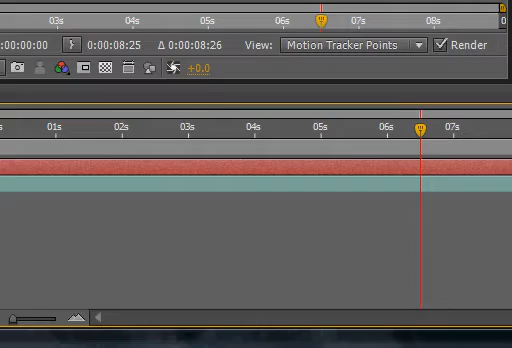 03s 04s 05s 06s 07s 08s
:00:00:00 0:00:08:25 Δ 0:00:08:26 View: Motion Tracker Points Render
+0.0
01s 02s 03s 04s 05s 06s 07s